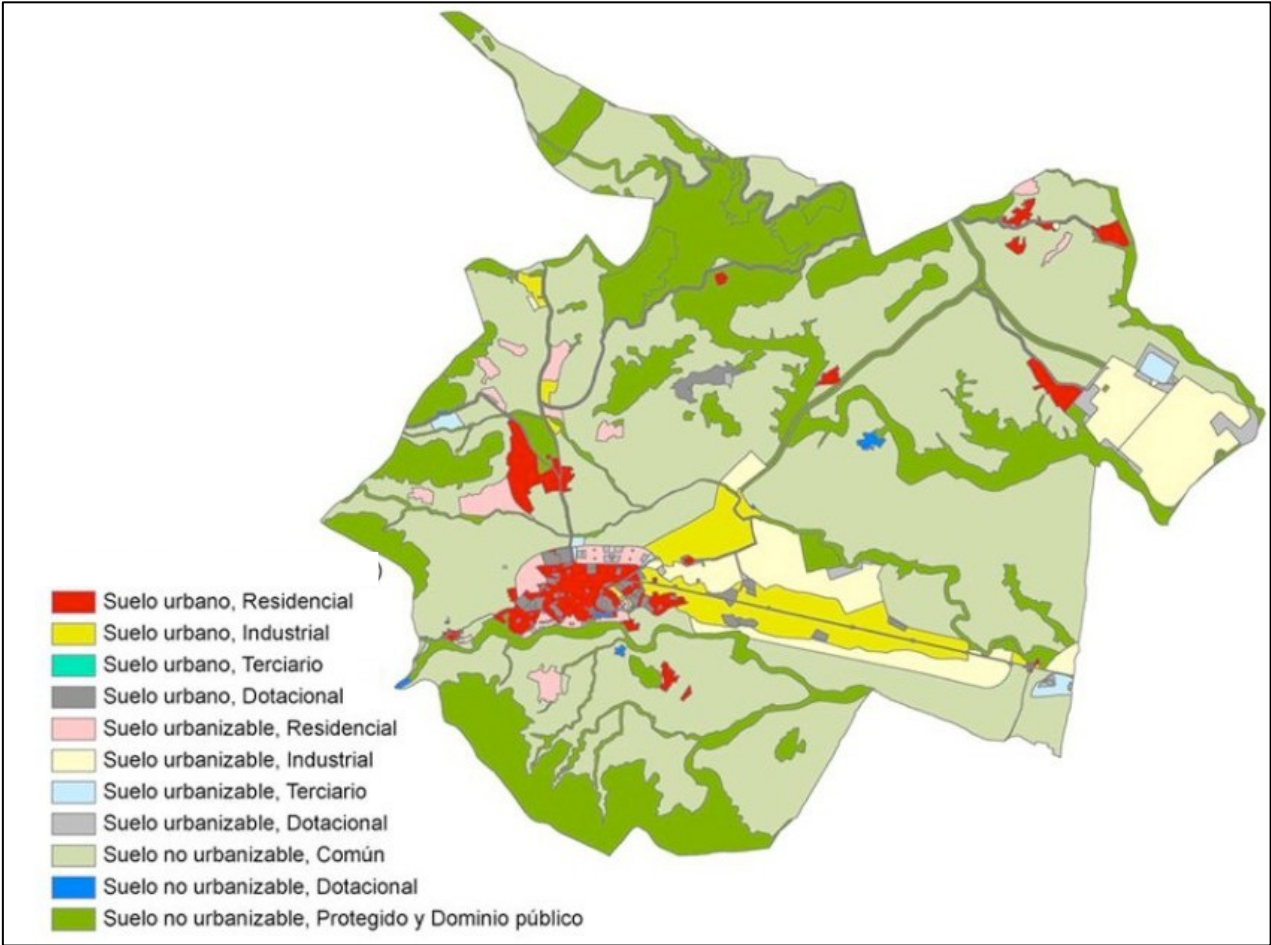 Suelo urbano, Residencial
Suelo urbano, Industrial
Suelo urbano, Terciario
Suelo urbano, Dotacional
Suelo urbanizable, Residencial
Suelo urbanizable, Industrial
Suelo urbanizable, Terciario
Suelo urbanizable, Dotacional
Suelo no urbanizable, Común
Suelo no urbanizable, Dotacional
Suelo no urbanizable, Protegido y Dominio público